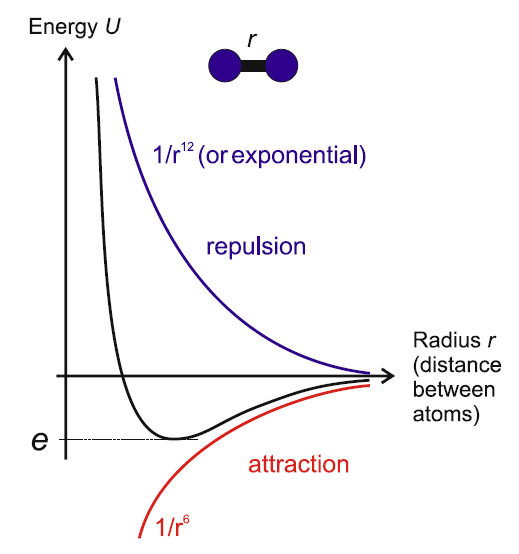 Energy U
r
1/r¹² (or exponential)
repulsion
Radius r
(distance
between
atoms)
e
attraction
1/r⁶